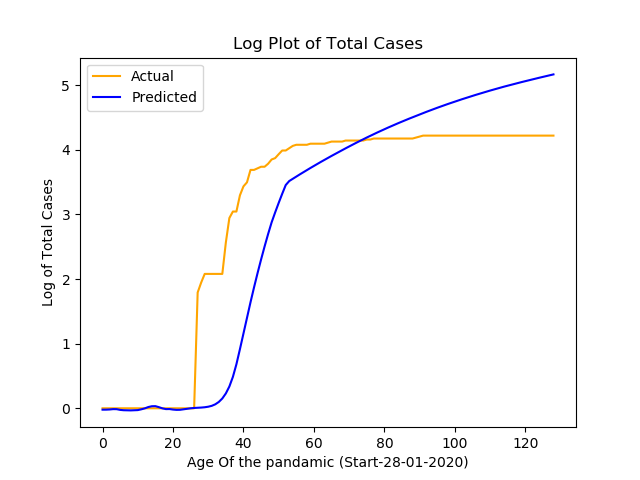 Log Plot of Total Cases
Actual
Predicted
5
4
3
2
1
0
Log of Total Cases
0 20 40 60 80 100 120
Age Of the pandamic (Start-28-01-2020)